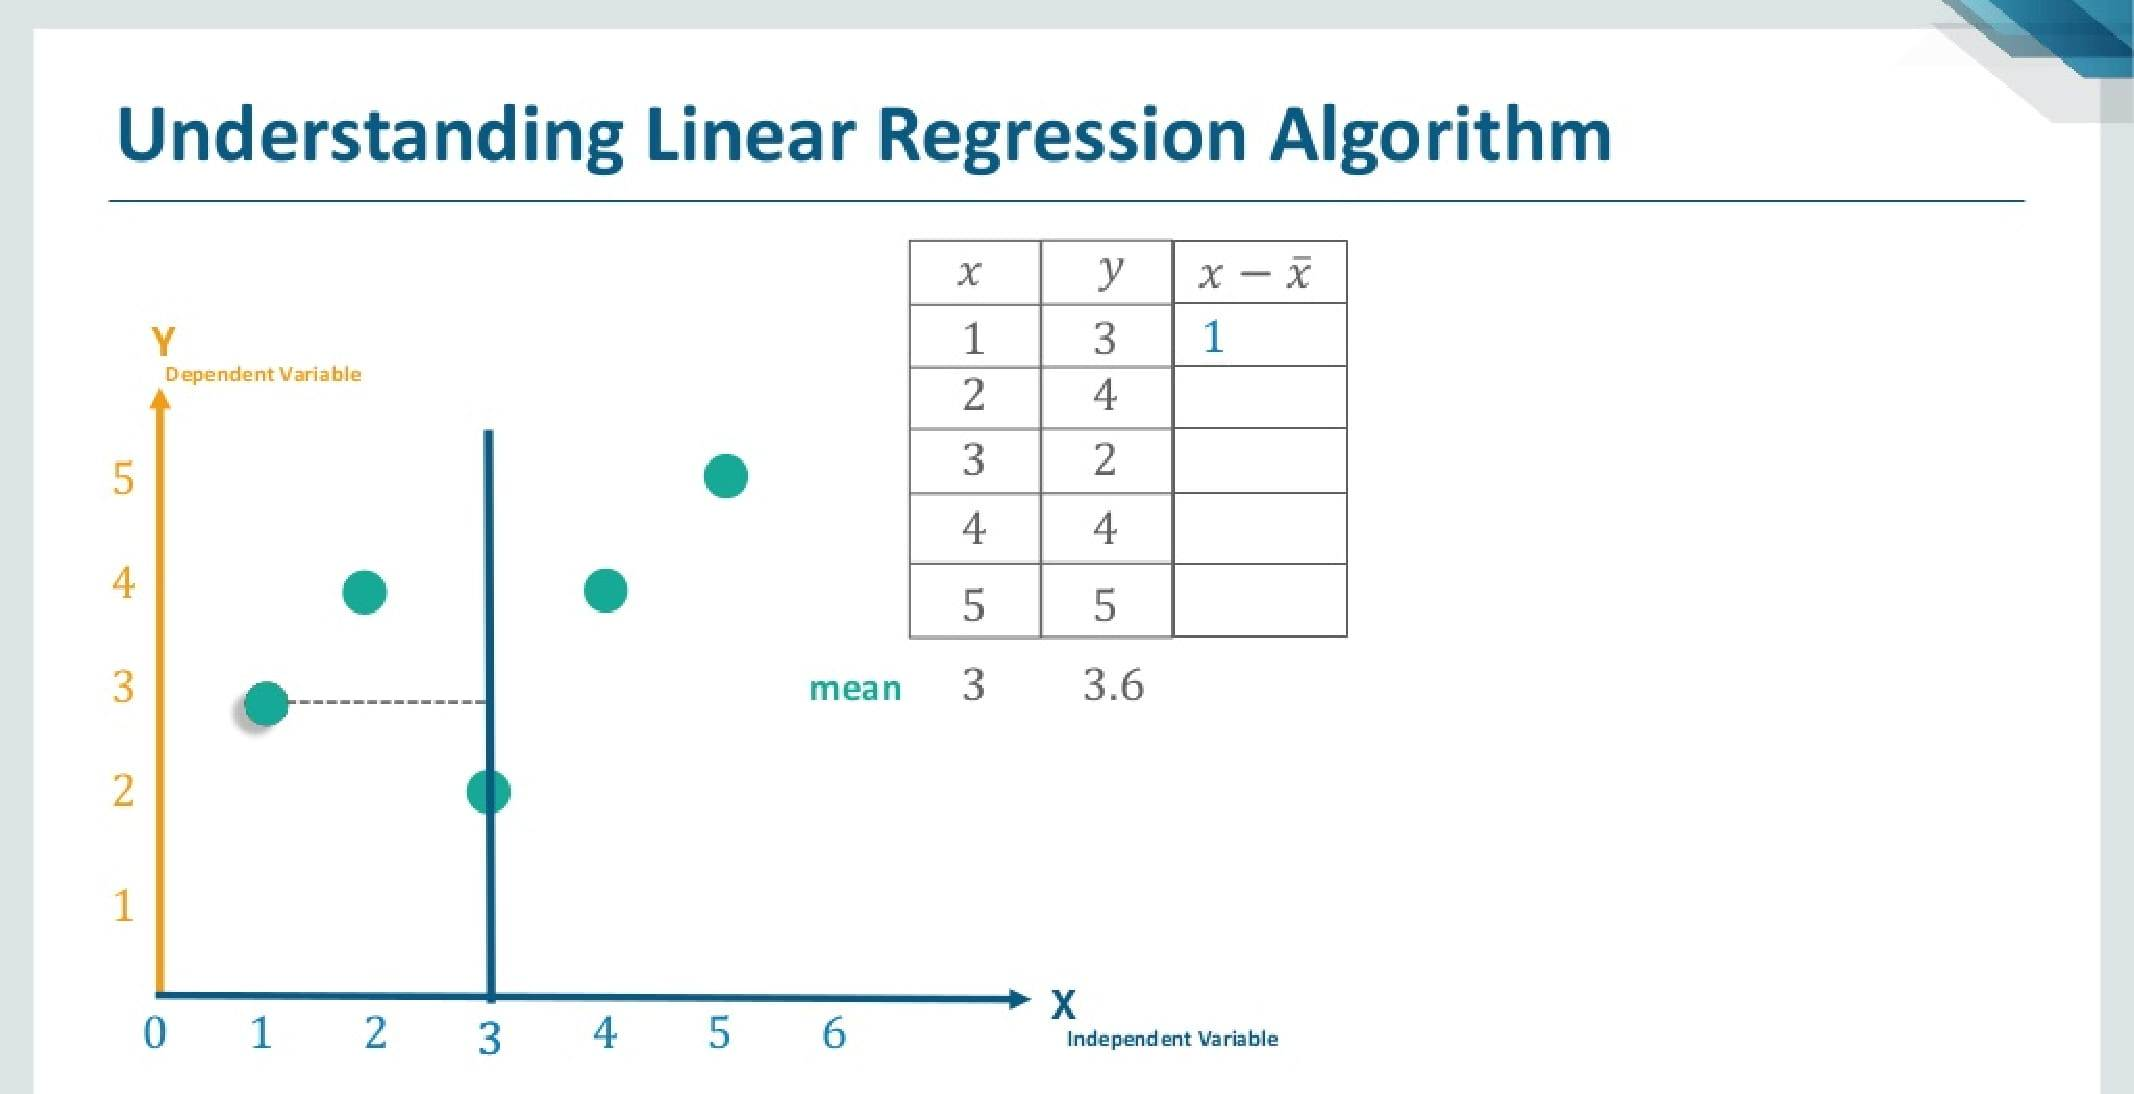 Understanding Linear Regression Algorithm
Y
Dependent Variable
5
4
3
2
1
0 1 2 3 4 5 6
X
Independent Variable
x y x − x̄
1 3 1
2 4
3 2
4 4
5 5
mean 3 3.6